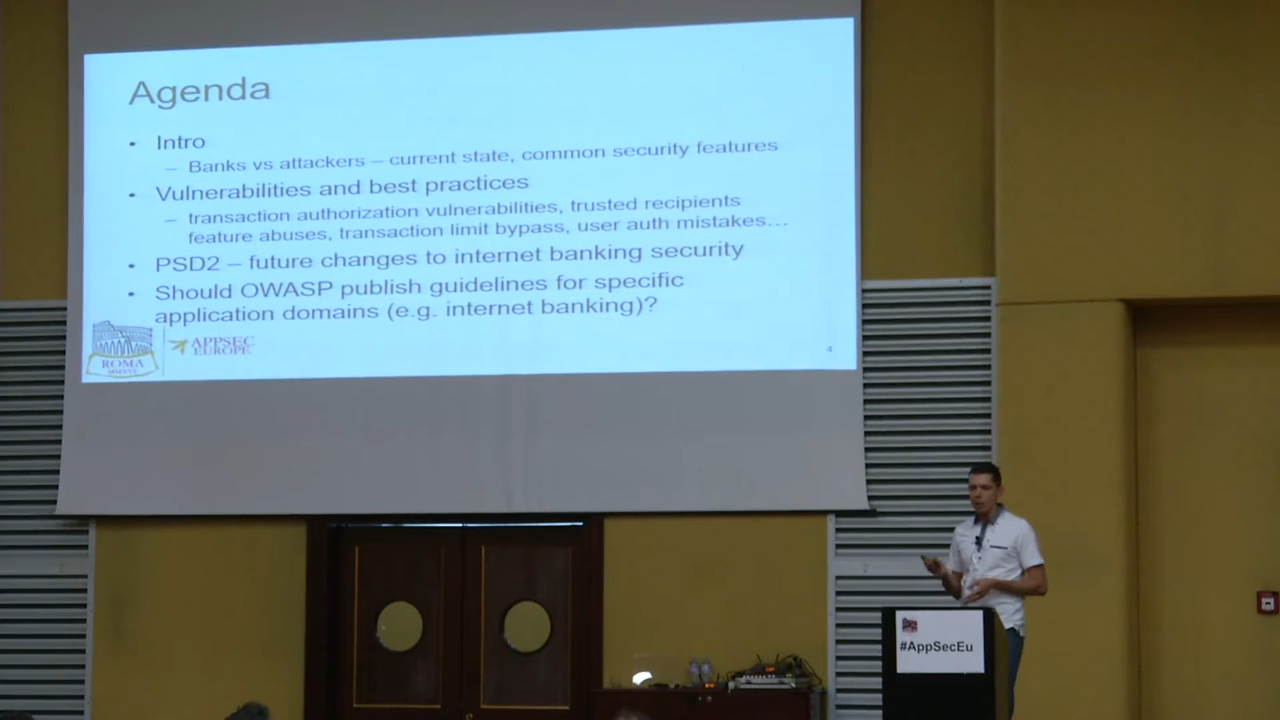 Agenda
• Intro
– Banks vs attackers – current state, common security features
• Vulnerabilities and best practices
– transaction authorization vulnerabilities, trusted recipients
feature abuses, transaction limit bypass, user auth mistakes…
• PSD2 – future changes to internet banking security
• Should OWASP publish guidelines for specific
application domains (e.g. internet banking)?
ROMA
APPSEC
EUROPE
4
#AppSecEu